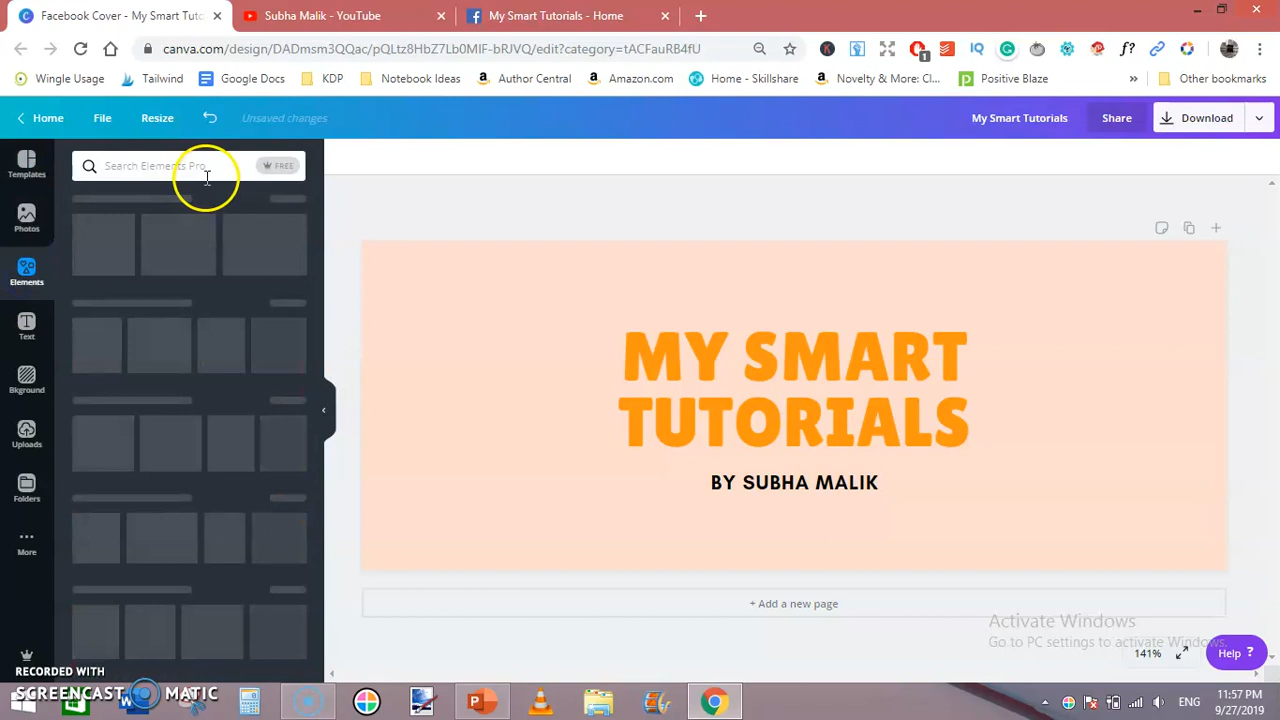 Facebook Cover - My Smart Tutor
Subha Malik - YouTube
My Smart Tutorials - Home
canva.com/design/DADmsm3QQac/pQLtz8HbZ7Lb0MIF-bRJVQ/edit?category=tACFauRB4fU
Wingle Usage
Tailwind
Google Docs
KDP
Notebook Ideas
Author Central
Amazon.com
Home - Skillshare
Novelty & More: Cl...
Positive Blaze
Other bookmarks
Home
File
Resize
Unsaved changes
My Smart Tutorials
Share
Download
Templates
Photos
Elements
Text
Bkground
Uploads
Folders
More
Search Elements Pro
FREE
MY SMART
TUTORIALS
BY SUBHA MALIK
+ Add a new page
Activate Windows
Go to PC settings to activate Windows.
141%
Help ?
RECORDED WITH
SCREENCAST MATIC
ENG
11:57 PM
9/27/2019